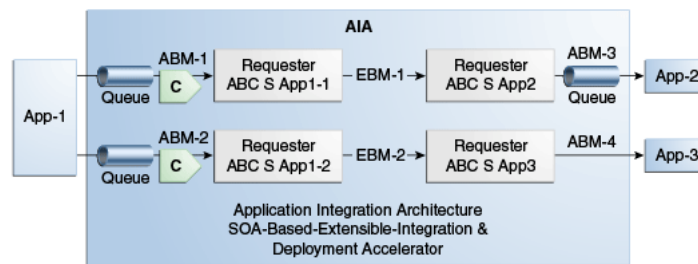 AIA
ABM-1
Requester
ABC S App1-1
EBM-1
Requester
ABC S App2
ABM-3
App-2
C
Queue
Queue
App-1
ABM-2
Requester
ABC S App1-2
EBM-2
Requester
ABC S App3
ABM-4
App-3
C
Queue
Application Integration Architecture
SOA-Based-Extensible-Integration &
Deployment Accelerator